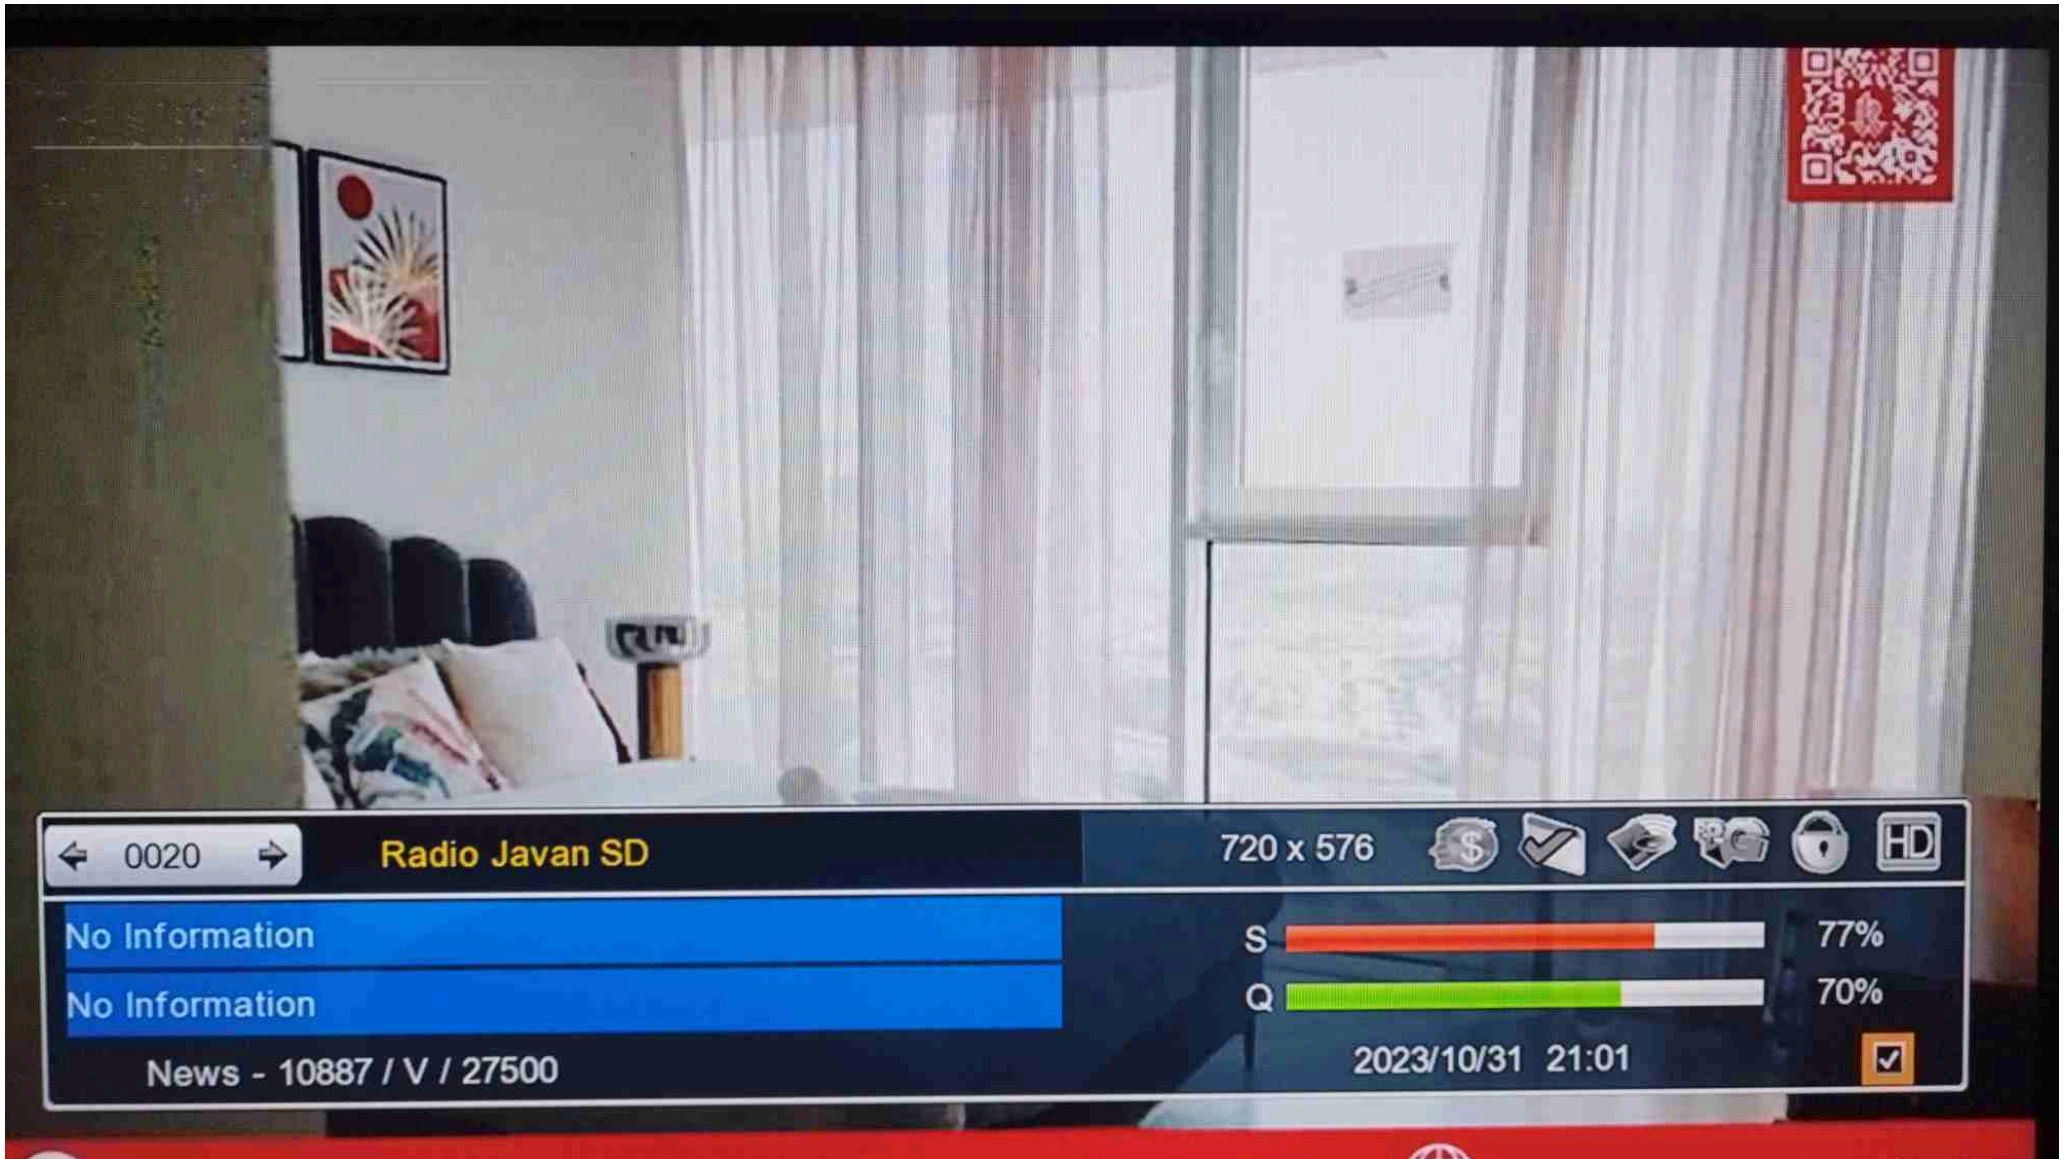 0020
Radio Javan SD
720 x 576
HD
No Information
S 77%
No Information
Q 70%
News - 10887 / V / 27500
2023/10/31 21:01